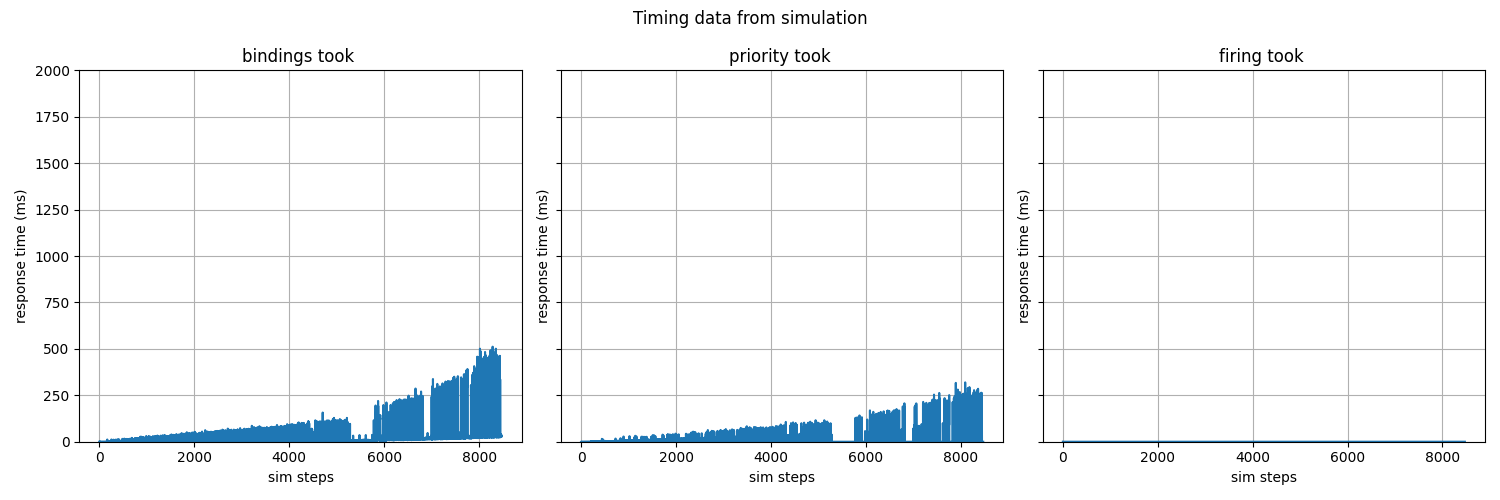 Timing data from simulation
bindings took
priority took
firing took
2000
1750
1500
1250
1000
750
500
250
0
response time (ms)
response time (ms)
response time (ms)
0 2000 4000 6000 8000
0 2000 4000 6000 8000
0 2000 4000 6000 8000
sim steps
sim steps
sim steps